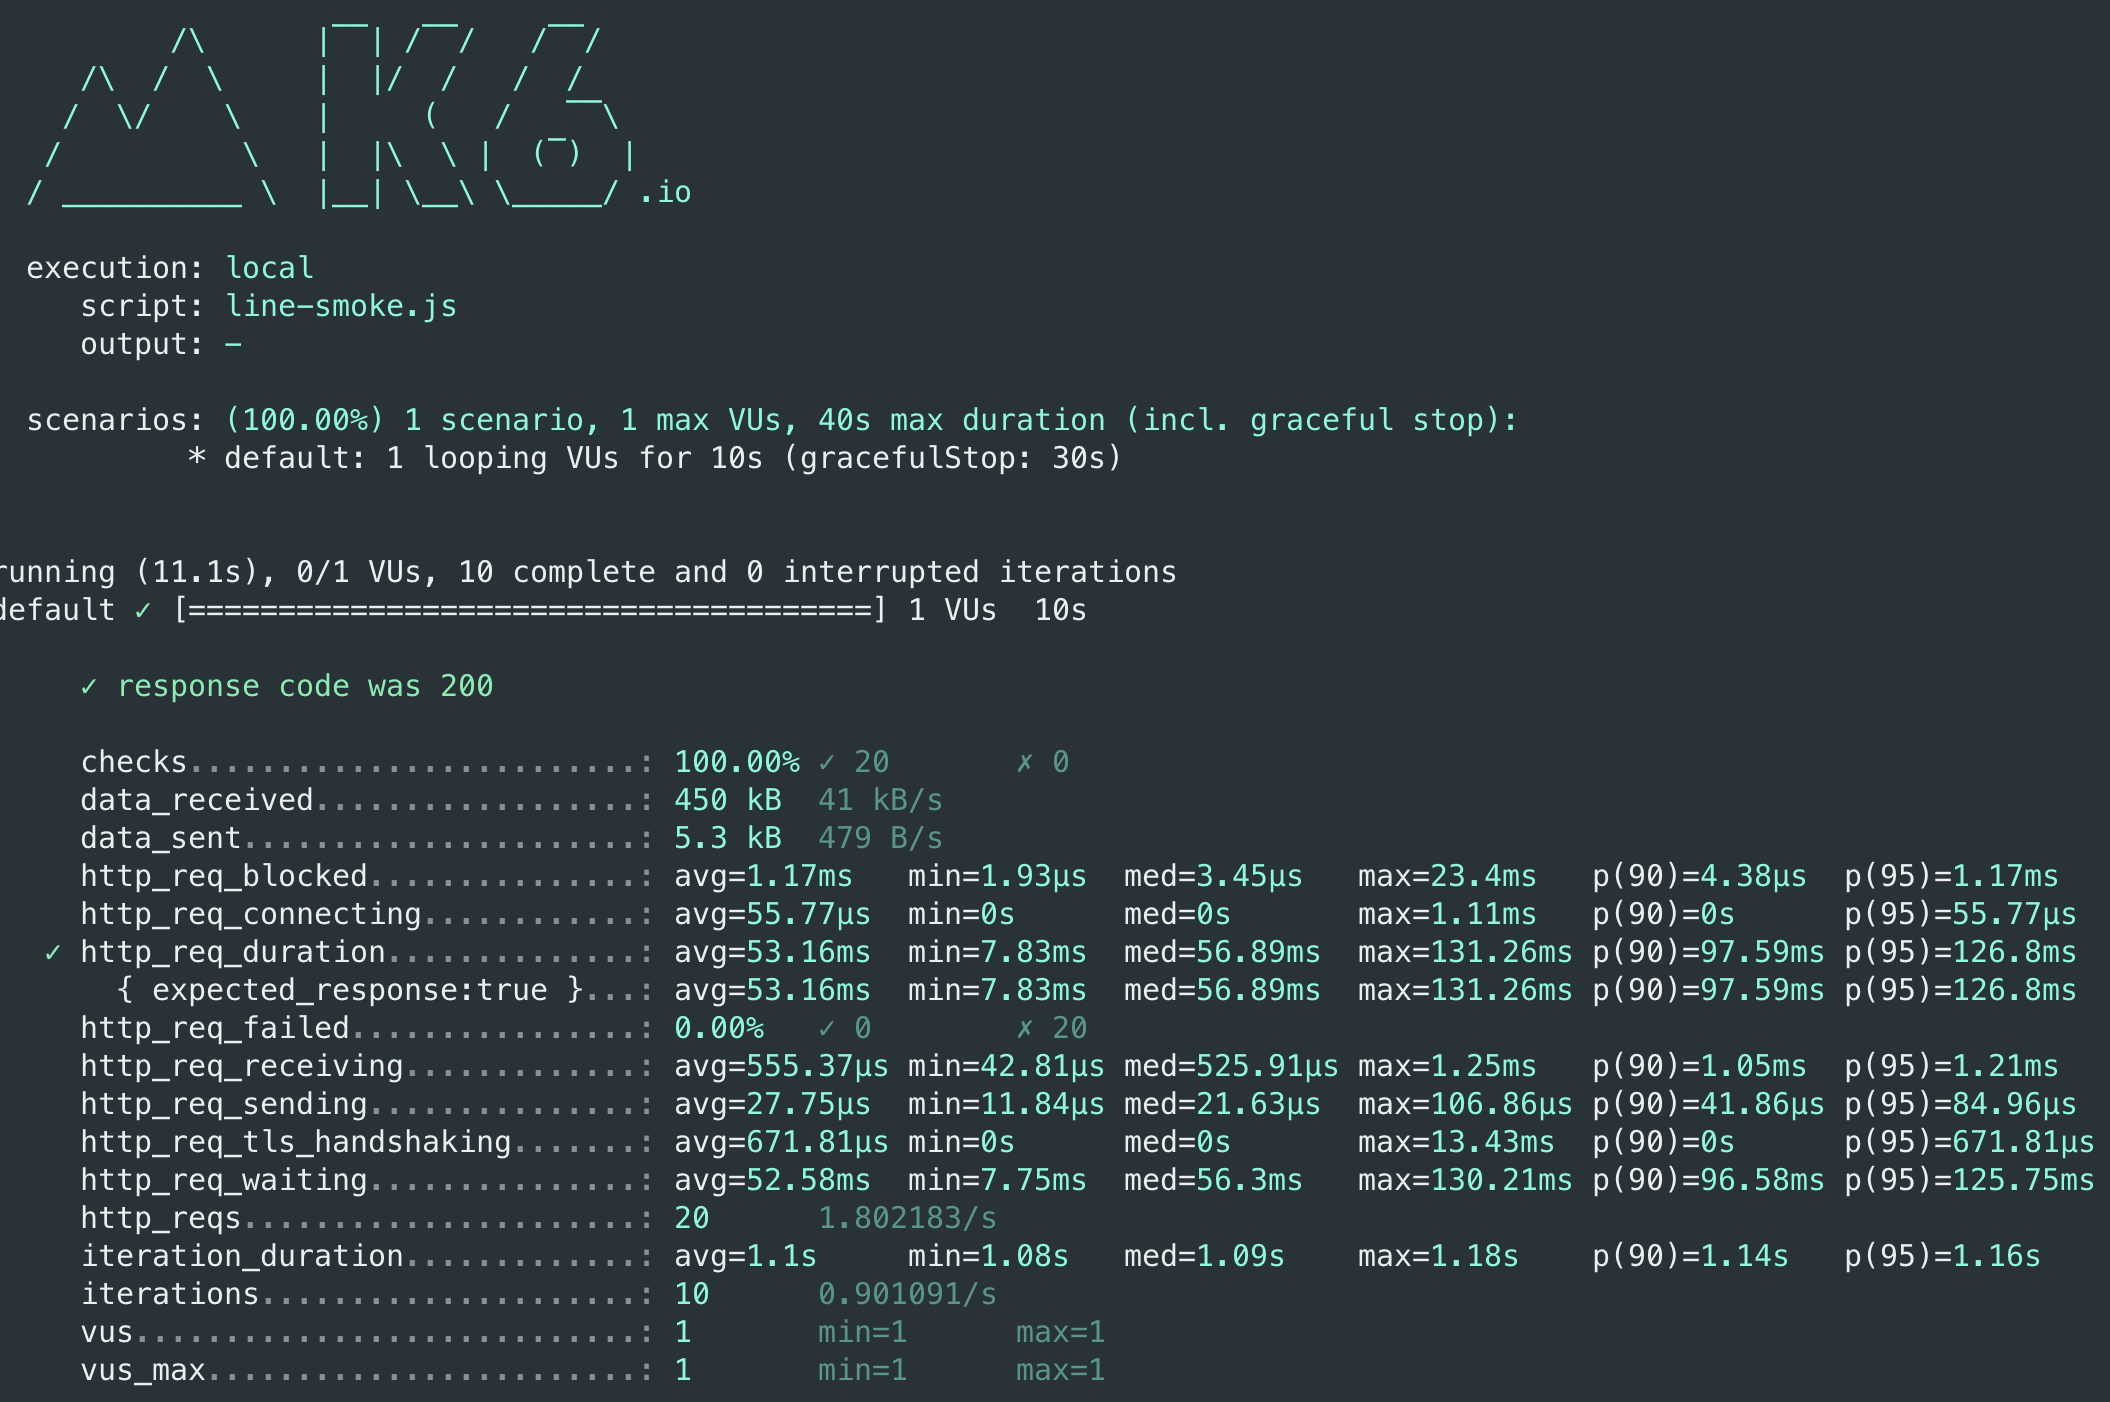 /\      |‾‾| /‾‾/   /‾‾/
     /\  /  \     |  |/  /   /  /
    /  \/    \    |     (   /   ‾‾\
   /          \   |  |\  \ |  (‾)  |
  / __________ \  |__| \__\ \_____/ .io
execution: local
script: line-smoke.js
output: -
scenarios: (100.00%) 1 scenario, 1 max VUs, 40s max duration (incl. graceful stop):
* default: 1 looping VUs for 10s (gracefulStop: 30s)
running (11.1s), 0/1 VUs, 10 complete and 0 interrupted iterations
default ✓ [======================================] 1 VUs  10s
✓ response code was 200
checks.........................: 100.00% ✓ 20       ✗ 0
data_received..................: 450 kB  41 kB/s
data_sent......................: 5.3 kB  479 B/s
http_req_blocked...............: avg=1.17ms   min=1.93µs  med=3.45µs   max=23.4ms   p(90)=4.38µs  p(95)=1.17ms
http_req_connecting............: avg=55.77µs  min=0s      med=0s       max=1.11ms   p(90)=0s      p(95)=55.77µs
✓ http_req_duration..............: avg=53.16ms  min=7.83ms  med=56.89ms  max=131.26ms p(90)=97.59ms p(95)=126.8ms
{ expected_response:true }...: avg=53.16ms  min=7.83ms  med=56.89ms  max=131.26ms p(90)=97.59ms p(95)=126.8ms
http_req_failed................: 0.00%   ✓ 0        ✗ 20
http_req_receiving.............: avg=555.37µs min=42.81µs med=525.91µs max=1.25ms   p(90)=1.05ms  p(95)=1.21ms
http_req_sending...............: avg=27.75µs  min=11.84µs med=21.63µs  max=106.86µs p(90)=41.86µs p(95)=84.96µs
http_req_tls_handshaking.......: avg=671.81µs min=0s      med=0s       max=13.43ms  p(90)=0s      p(95)=671.81µs
http_req_waiting...............: avg=52.58ms  min=7.75ms  med=56.3ms   max=130.21ms p(90)=96.58ms p(95)=125.75ms
http_reqs......................: 20      1.802183/s
iteration_duration.............: avg=1.1s     min=1.08s   med=1.09s    max=1.18s    p(90)=1.14s   p(95)=1.16s
iterations.....................: 10      0.901091/s
vus............................: 1       min=1      max=1
vus_max........................: 1       min=1      max=1